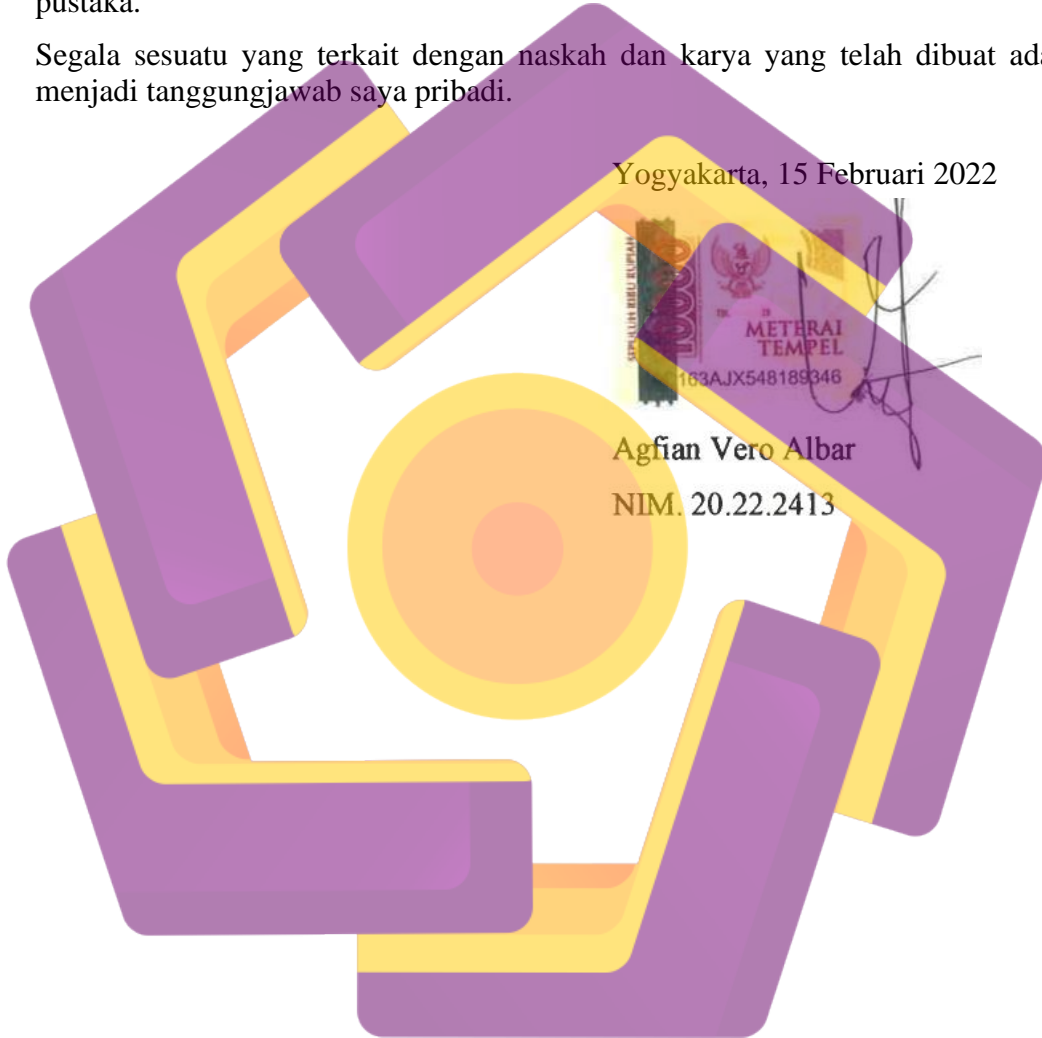 pustaka.
Segala sesuatu yang terkait dengan naskah dan karya yang telah dibuat ada
menjadi tanggungjawab saya pribadi.
Yogyakarta, 15 Februari 2022
SEPULUH RIBU RUPIAH
10000
METERAI
TEMPEL
163AJX548189346
Agfian Vero Albar
NIM. 20.22.2413